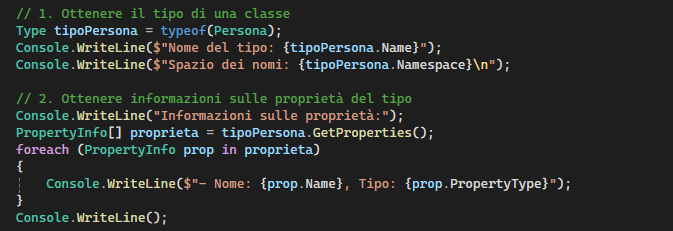 // 1. Ottenere il tipo di una classe
Type tipoPersona = typeof(Persona);
Console.WriteLine($"Nome del tipo: {tipoPersona.Name}");
Console.WriteLine($"Spazio dei nomi: {tipoPersona.Namespace}\n");

// 2. Ottenere informazioni sulle proprietà del tipo
Console.WriteLine("Informazioni sulle proprietà:");
PropertyInfo[] proprieta = tipoPersona.GetProperties();
foreach (PropertyInfo prop in proprieta)
{
    Console.WriteLine($"- Nome: {prop.Name}, Tipo: {prop.PropertyType}");
}
Console.WriteLine();